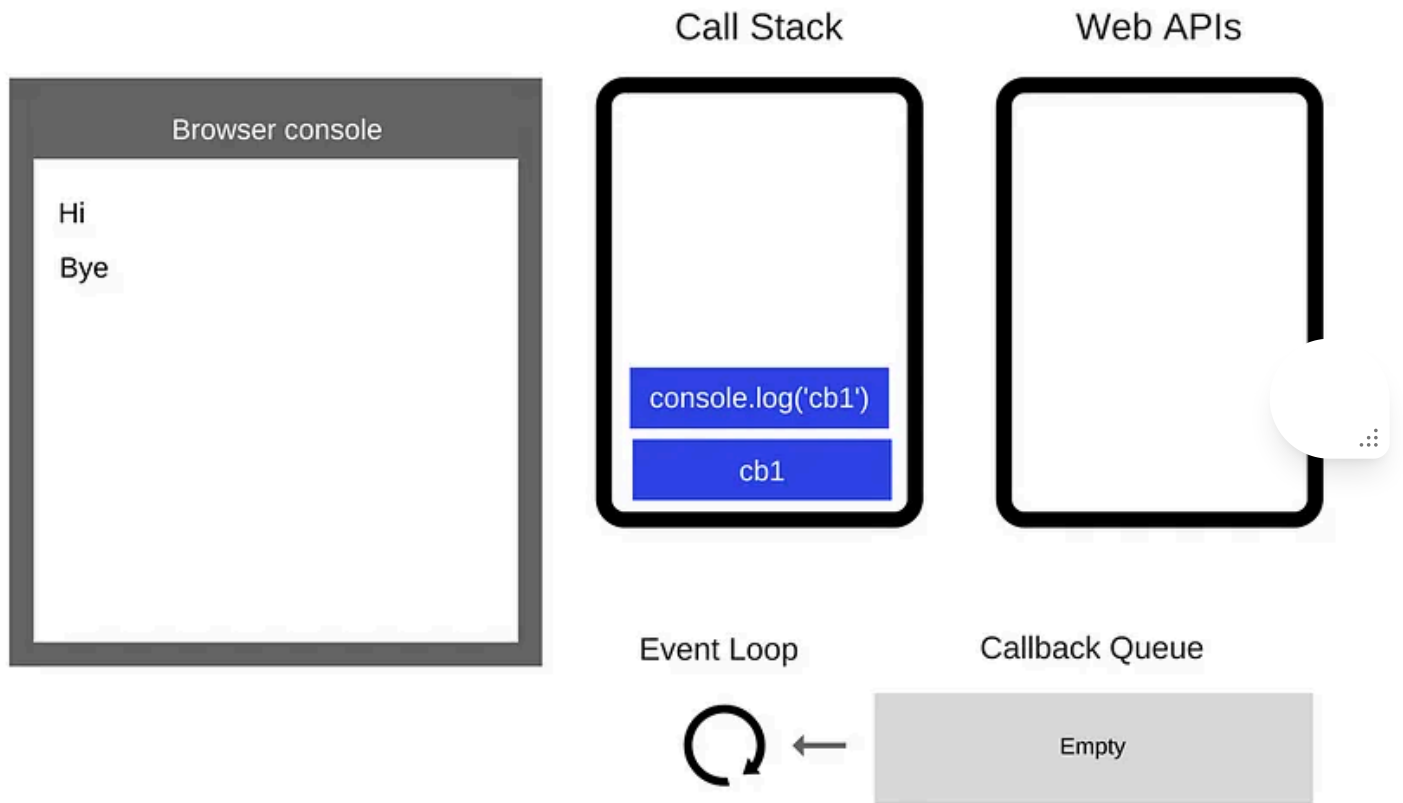 Call Stack
Web APIs
Browser console
Hi
Bye
console.log('cb1')
cb1
Event Loop
Callback Queue
Empty